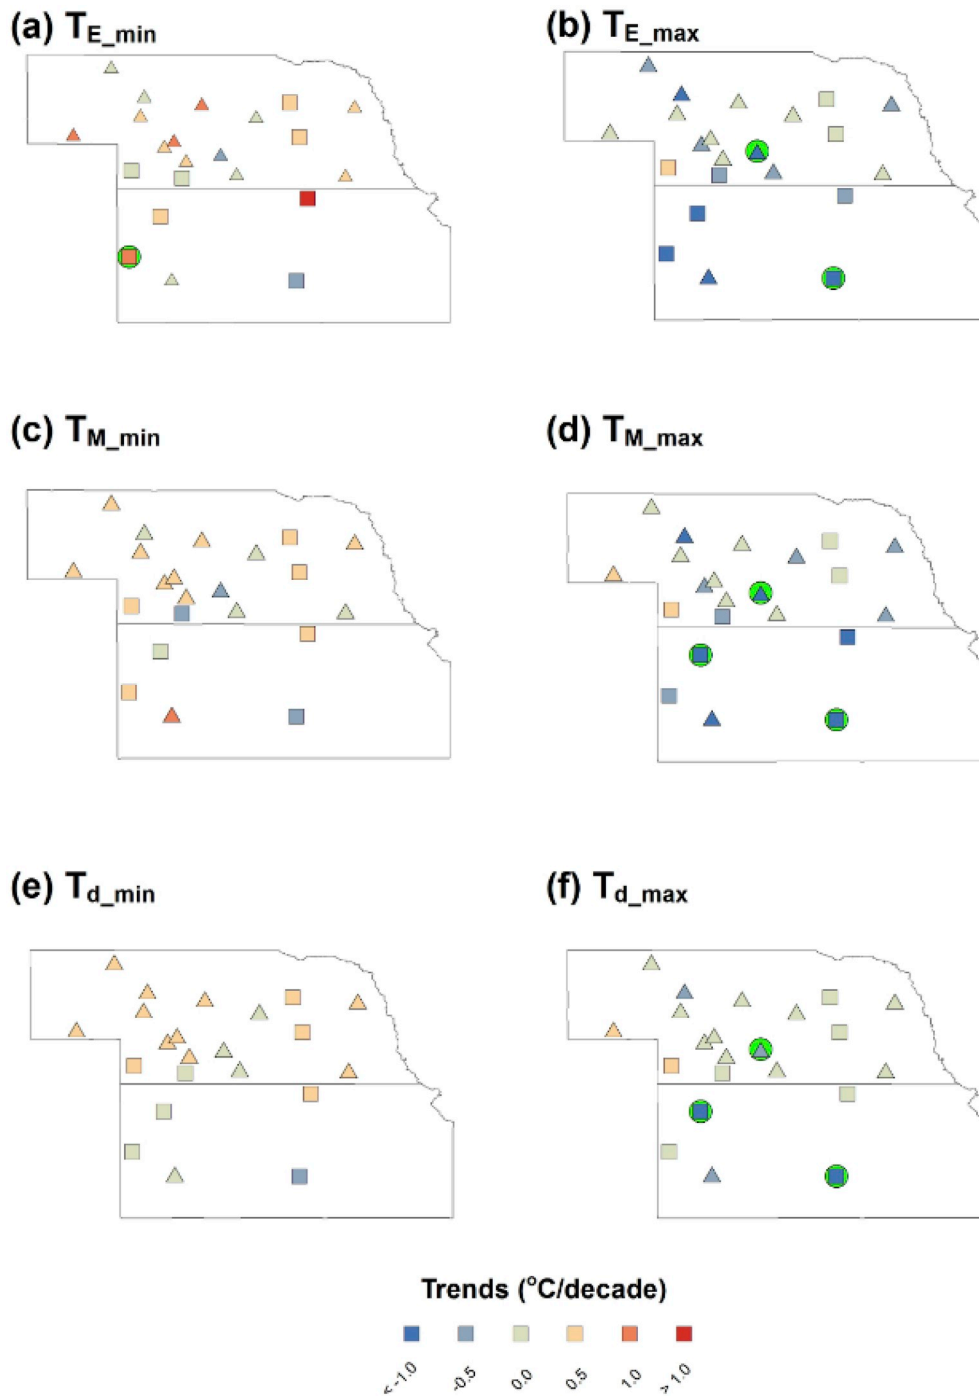 (a) TE_min
(b) TE_max
(c) TM_min
(d) TM_max
(e) Td_min
(f) Td_max
Trends (°C/decade)
< -1.0 -0.5 0.0 0.5 1.0 > 1.0